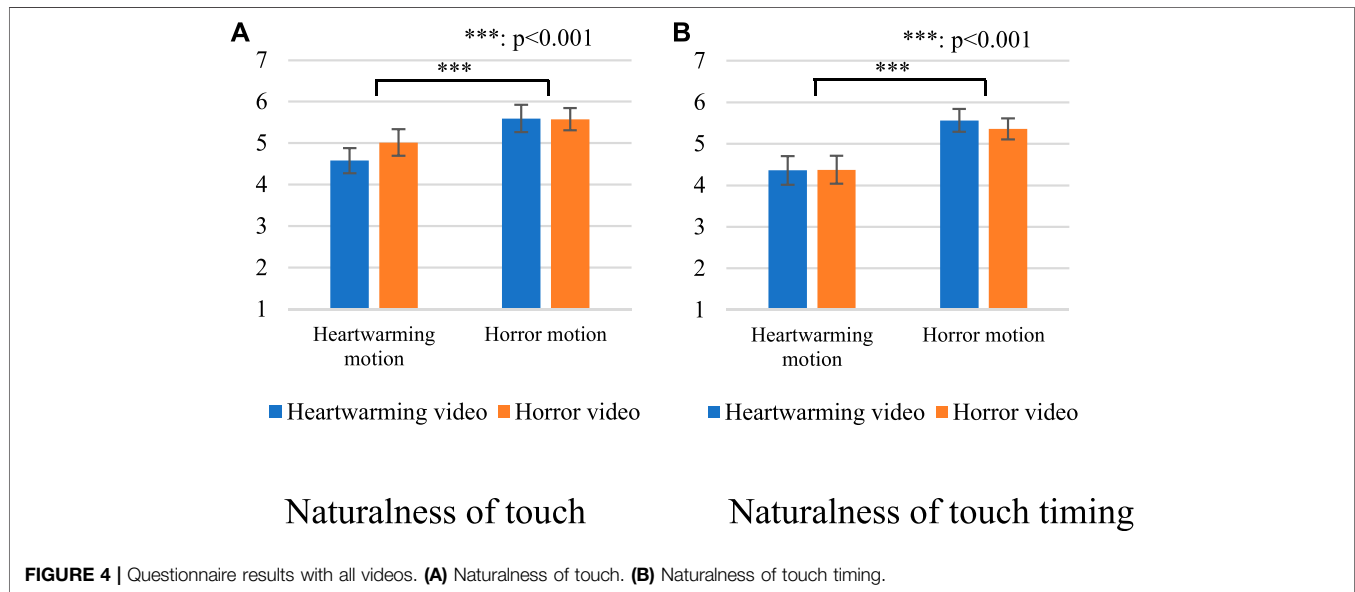 A
***: p<0.001
***
7
6
5
4
3
2
1
Heartwarming
motion
Horror motion
Heartwarming video
Horror video
Naturalness of touch
B
***: p<0.001
***
7
6
5
4
3
2
1
Heartwarming
motion
Horror motion
Heartwarming video
Horror video
Naturalness of touch timing
FIGURE 4 | Questionnaire results with all videos. (A) Naturalness of touch. (B) Naturalness of touch timing.